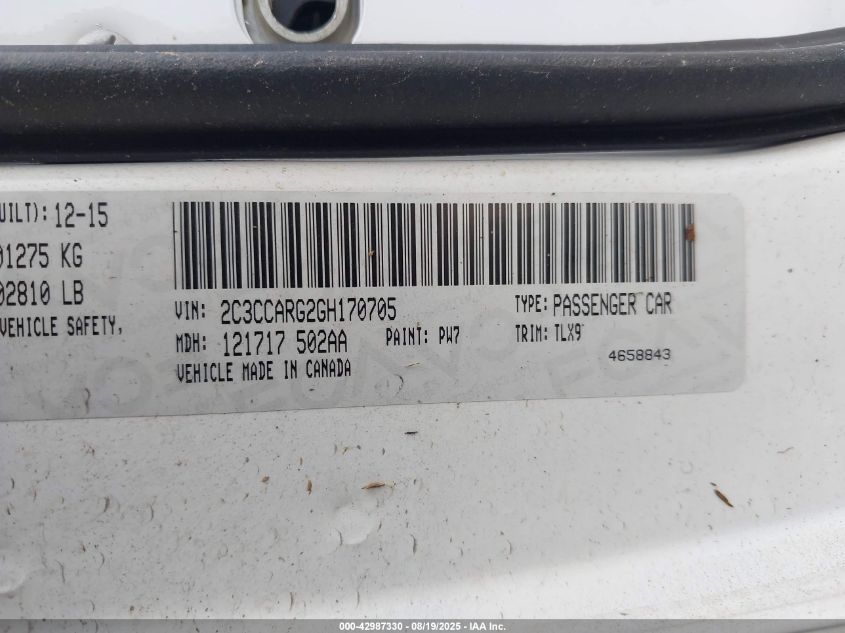 UILT): 12-15
01275 KG
02810 LB
VEHICLE SAFETY,
VIN: 2C3CCARG2GH170705 TYPE: PASSENGER CAR
MDH: 121717 502AA PAINT: PW7 TRIM: TLX9
VEHICLE MADE IN CANADA 4658843
000-42987330 - 08/19/2025 - IAA Inc.